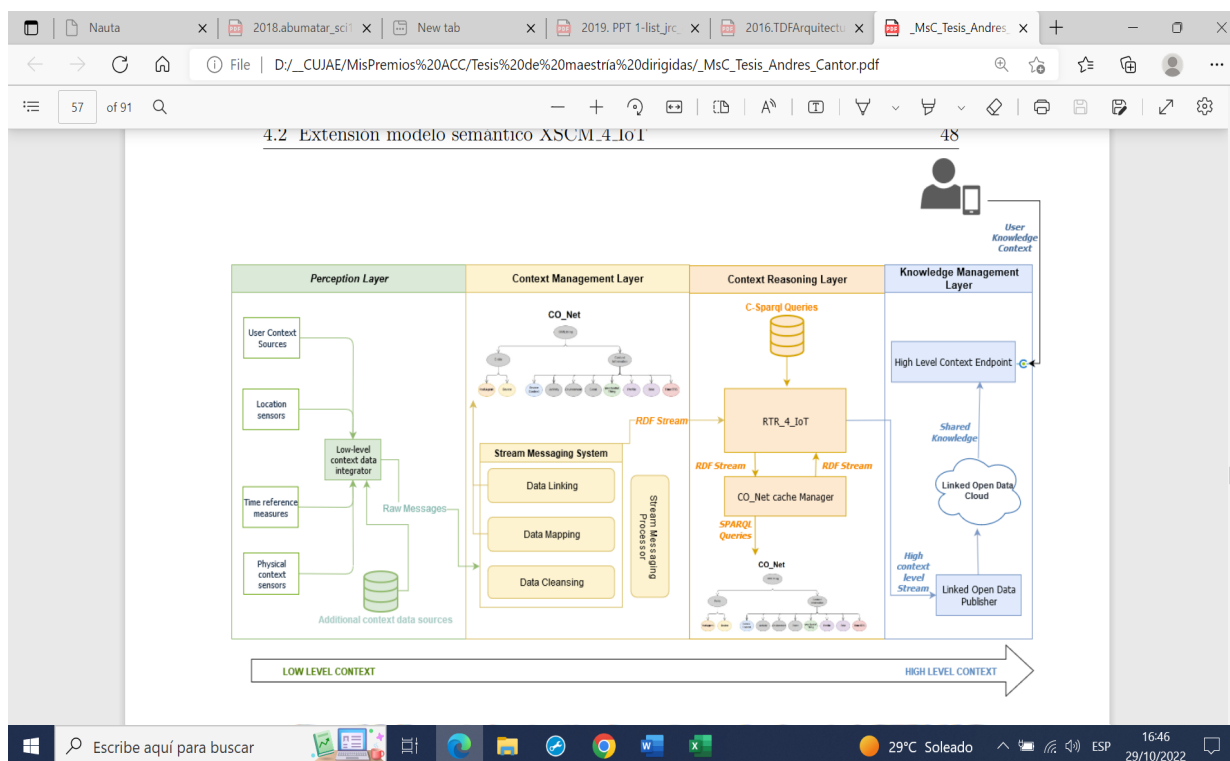 Nauta
2018.abumatar_sci1
New tab
2019. PPT 1-list_jrc_
2016.TDFArquitectu
_MsC_Tesis_Andres_
File
D:/__CUJAE/MisPremios%20ACC/Tesis%20de%20maestría%20dirigidas/_MsC_Tesis_Andres_Cantor.pdf
57 of 91
4.2 Extensión modelo semántico XSCM_4_IoT 48
User
Knowledge
Context
Perception Layer
Context Management Layer
Context Reasoning Layer
Knowledge Management
Layer
User Context
Sources
Location
sensors
Time reference
measures
Physical
context
sensors
Low-level
context data
integrator
Raw Messages
Additional context data sources
CO_Net
Stream Messaging System
Data Linking
Data Mapping
Data Cleansing
Stream Messaging
Processor
RDF Stream
C-Sparql Queries
RTR_4_IoT
RDF Stream
RDF Stream
CO_Net cache Manager
SPARQL
Queries
CO_Net
High Level Context Endpoint
Shared
Knowledge
Linked Open Data
Cloud
High
context
level
Stream
Linked Open Data
Publisher
LOW LEVEL CONTEXT
HIGH LEVEL CONTEXT
Escribe aquí para buscar
29°C Soleado
ESP
16:46
29/10/2022